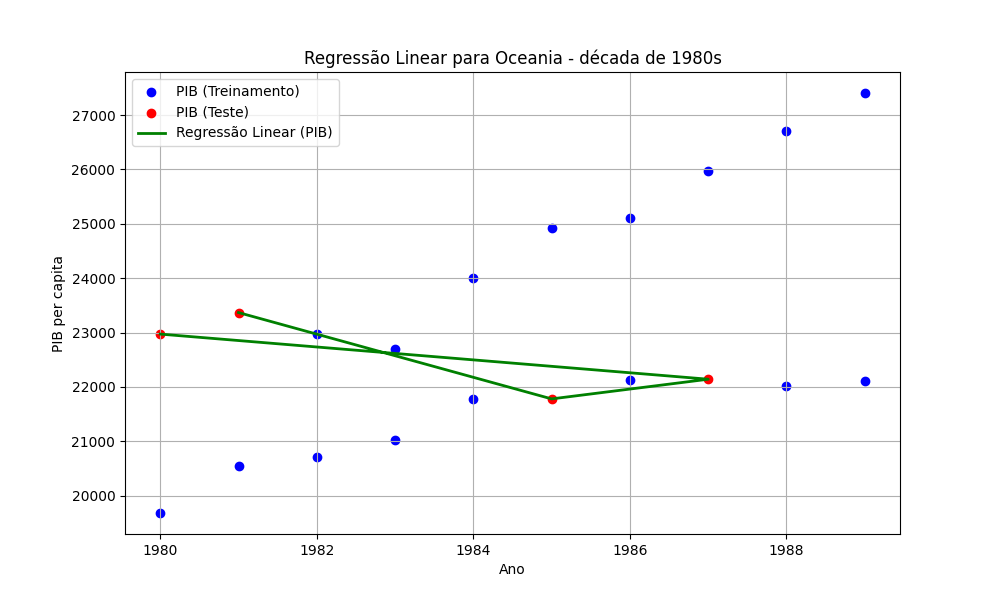 Regressão Linear para Oceania - década de 1980s
PIB (Treinamento)
PIB (Teste)
Regressão Linear (PIB)
PIB per capita
27000
26000
25000
24000
23000
22000
21000
20000
1980 1982 1984 1986 1988
Ano